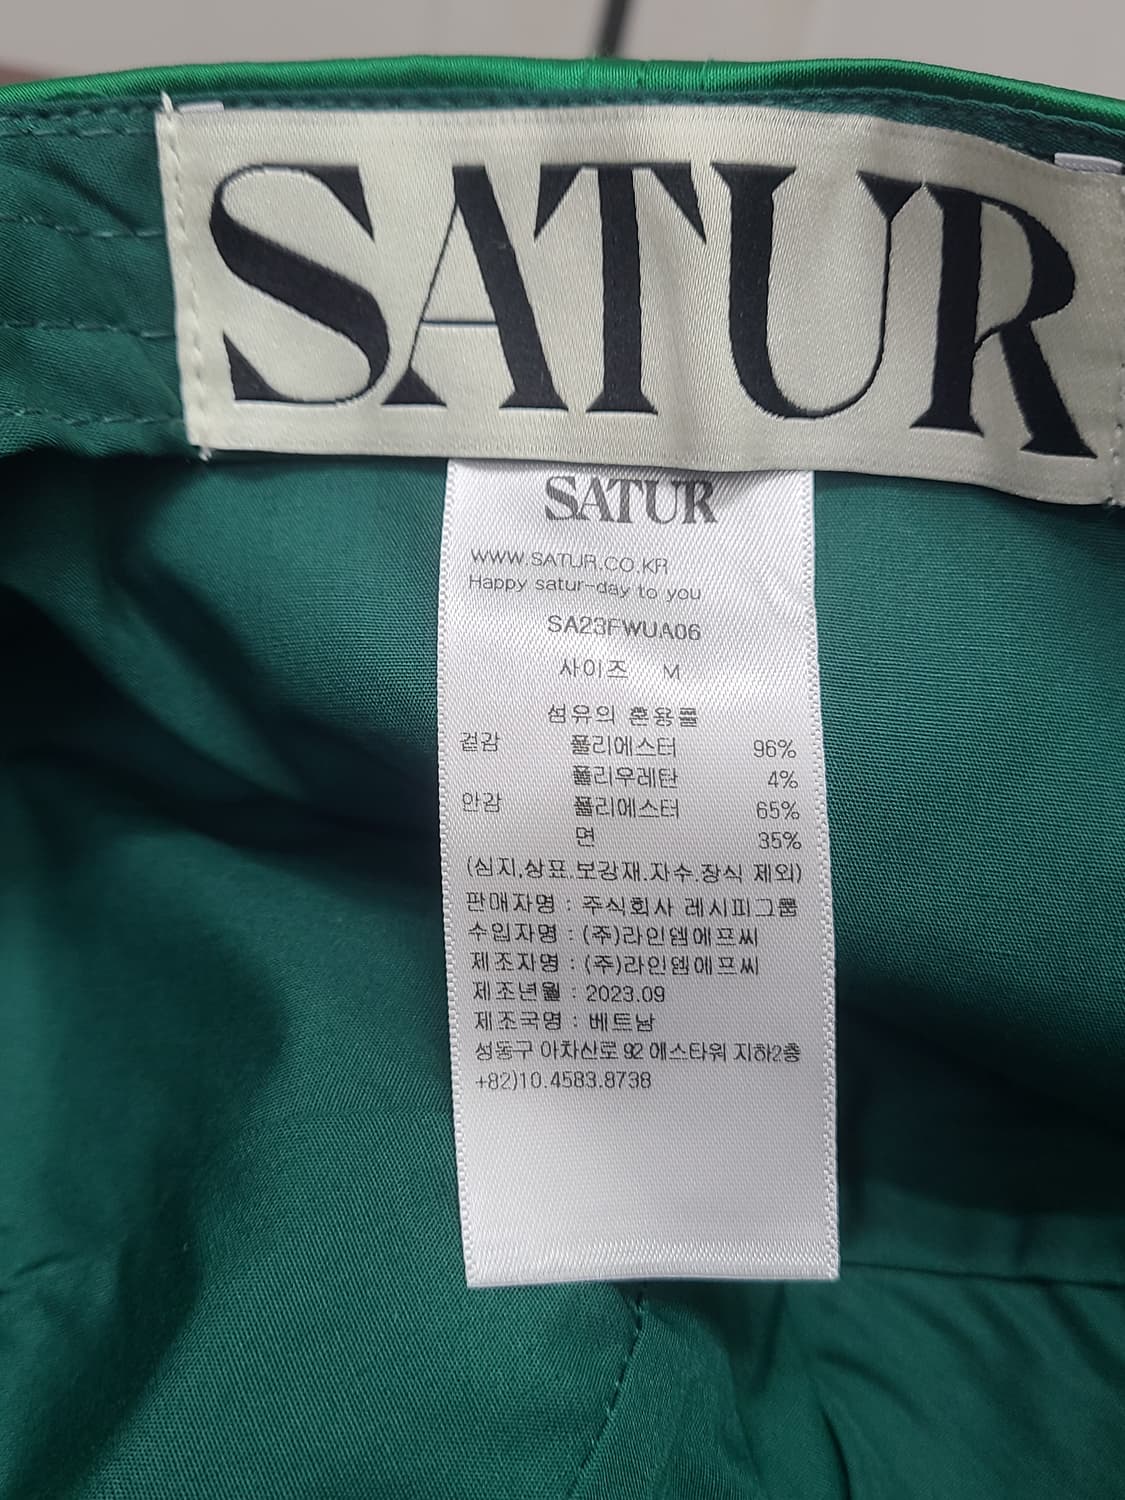 SATUR
SATUR
WWW.SATUR.CO.KR
Happy satur-day to you
SA23FWUA06
사이즈 M
섬유의 혼용률
겉감 폴리에스터 96%
폴리우레탄 4%
안감 폴리에스터 65%
면 35%
(심지,상표.보강재.자수.장식 제외)
판매자명 : 주식회사 레시피그룹
수입자명 : (주)라인엠에프씨
제조자명 : (주)라인엠에프씨
제조년월 : 2023.09
제조국명 : 베트남
성동구 아차산로 92 에스타워 지하2층
+82)10.4583.8738